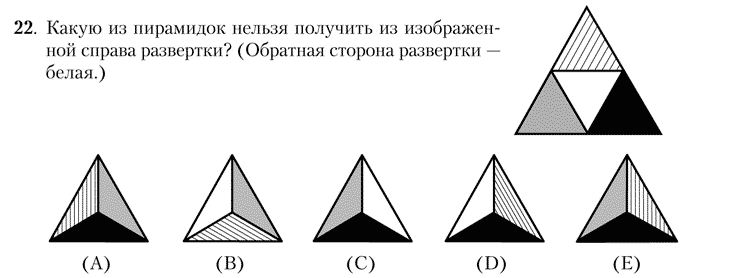 22. Какую из пирамидок нельзя получить из изображен-
ной справа развертки? (Обратная сторона развертки —
белая.)
(A) (B) (C) (D) (E)